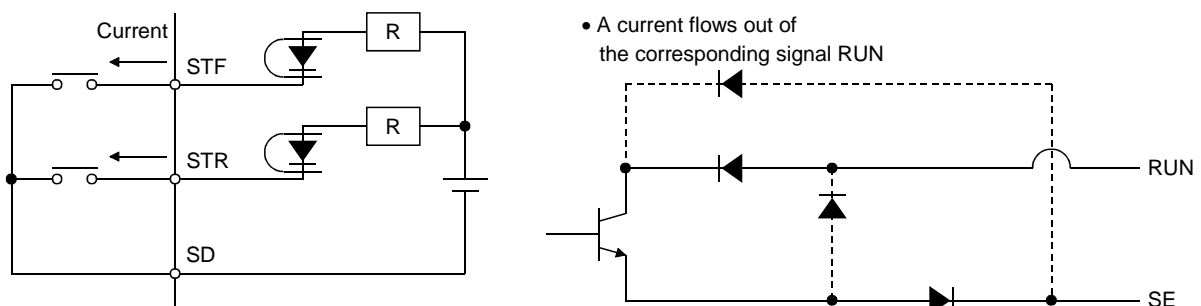 Current
STF
R
STR
R
SD
• A current flows out of
the corresponding signal RUN
RUN
SE